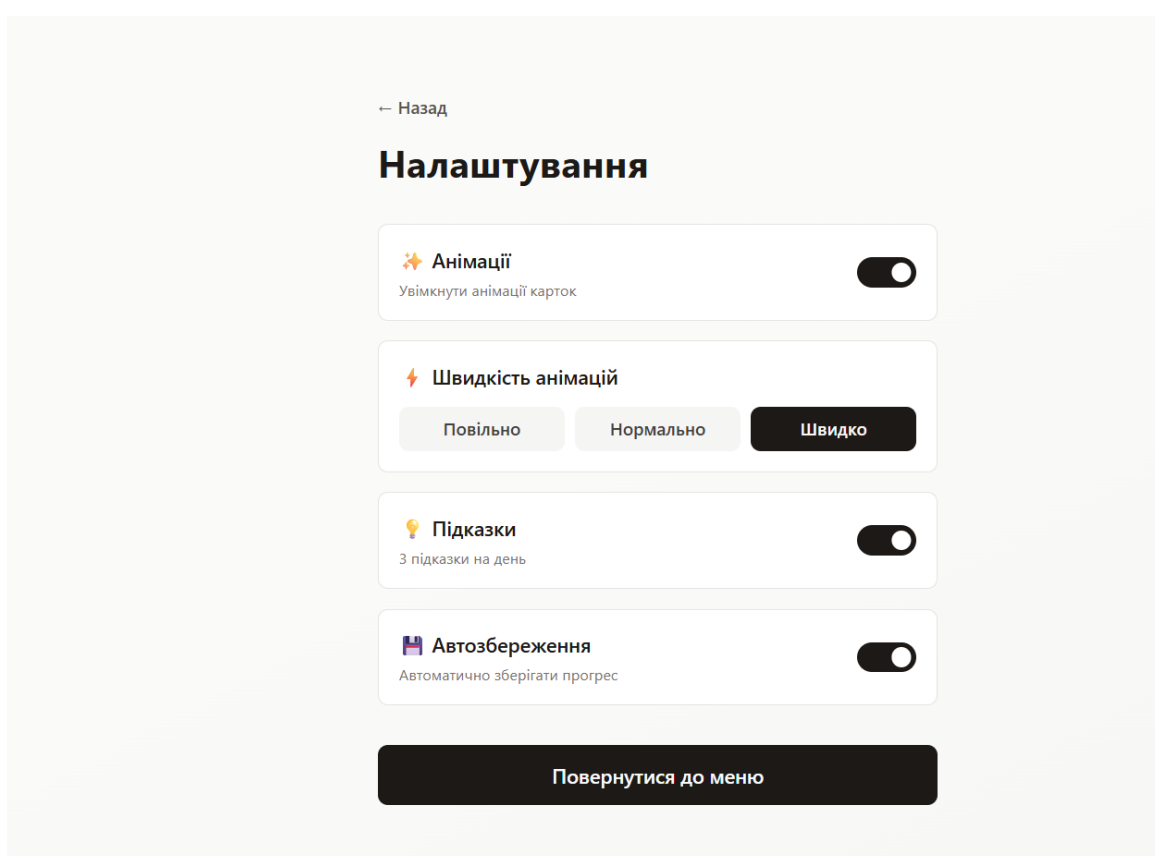 ← Назад
Налаштування
✨ Анімації
Увімкнути анімації карток
⚡ Швидкість анімацій
Повільно
Нормально
Швидко
💡 Підказки
3 підказки на день
💾 Автозбереження
Автоматично зберігати прогрес
Повернутися до меню